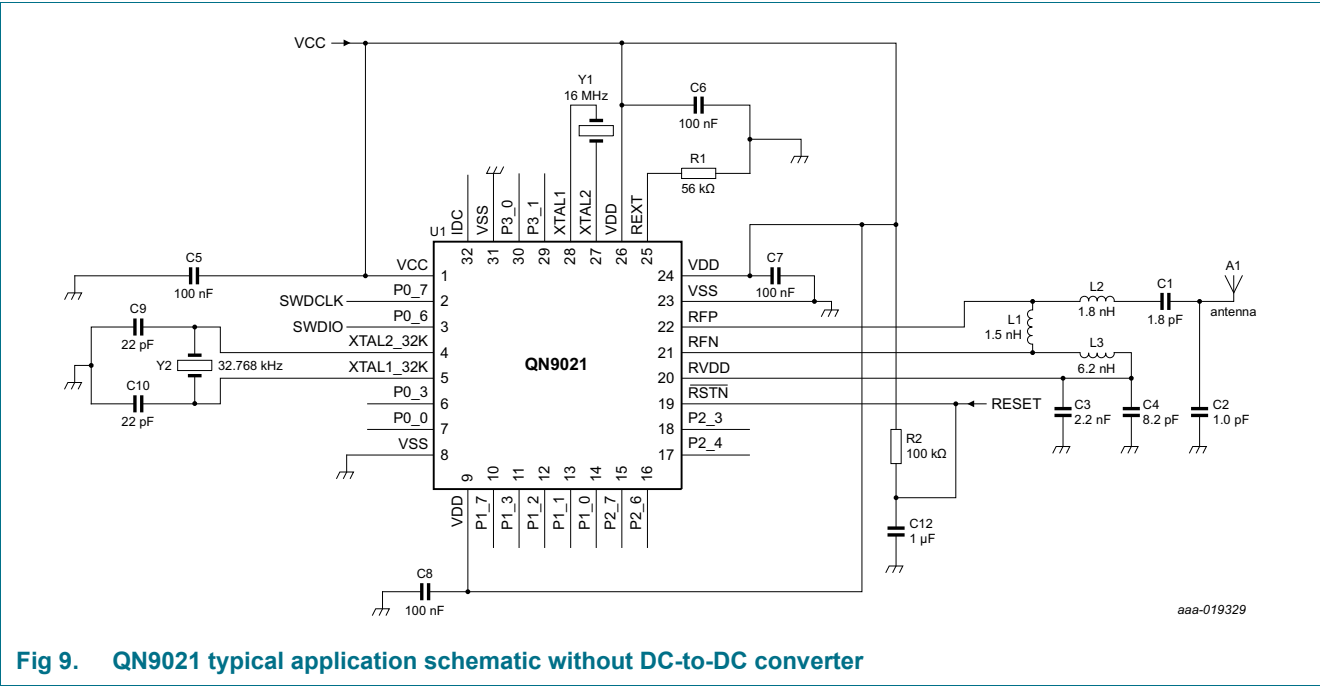 VCC
Y1
16 MHz
C6
100 nF
R1
56 kΩ
U1
IDC
VSS
P3_0
P3_1
XTAL1
XTAL2
VDD
REXT
32
31
30
29
28
27
26
25
C5
100 nF
VCC
1
SWDCLK
P0_7
2
SWDIO
P0_6
3
C9
22 pF
XTAL2_32K
4
Y2
32.768 kHz
XTAL1_32K
5
C10
22 pF
P0_3
6
P0_0
7
VSS
8
QN9021
24
VDD
C7
100 nF
23
VSS
22
RFP
21
RFN
20
RVDD
19
RSTN
RESET
18
P2_3
17
P2_4
L1
1.5 nH
L2
1.8 nH
C1
1.8 pF
A1
antenna
L3
6.2 nH
C3
2.2 nF
C4
8.2 pF
C2
1.0 pF
R2
100 kΩ
C12
1 µF
9
10
11
12
13
14
15
16
VDD
P1_7
P1_3
P1_2
P1_1
P1_0
P2_7
P2_6
C8
100 nF
aaa-019329
Fig 9. QN9021 typical application schematic without DC-to-DC converter